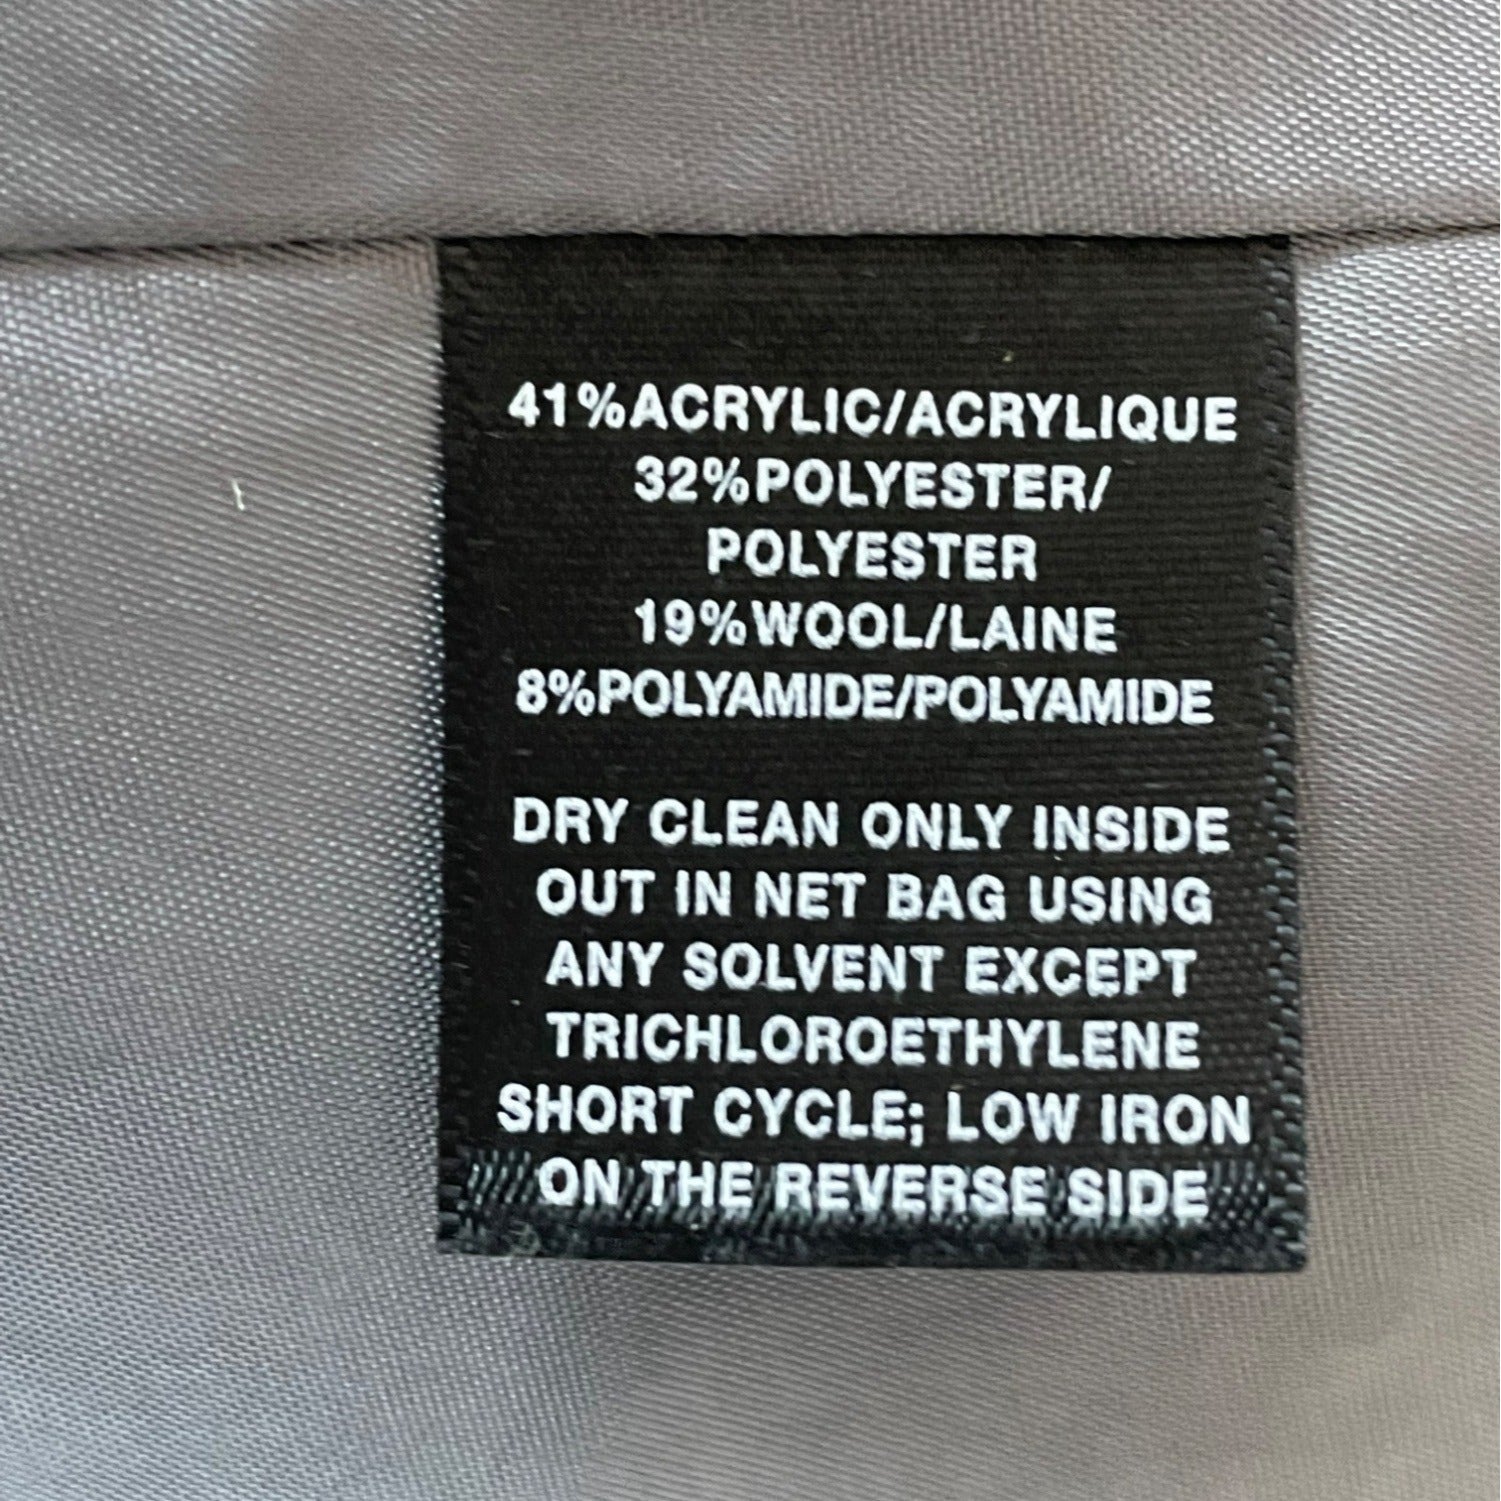 41%ACRYLIC/ACRYLIQUE
32%POLYESTER/
POLYESTER
19%WOOL/LAINE
8%POLYAMIDE/POLYAMIDE
DRY CLEAN ONLY INSIDE
OUT IN NET BAG USING
ANY SOLVENT EXCEPT
TRICHLOROETHYLENE
SHORT CYCLE; LOW IRON
ON THE REVERSE SIDE